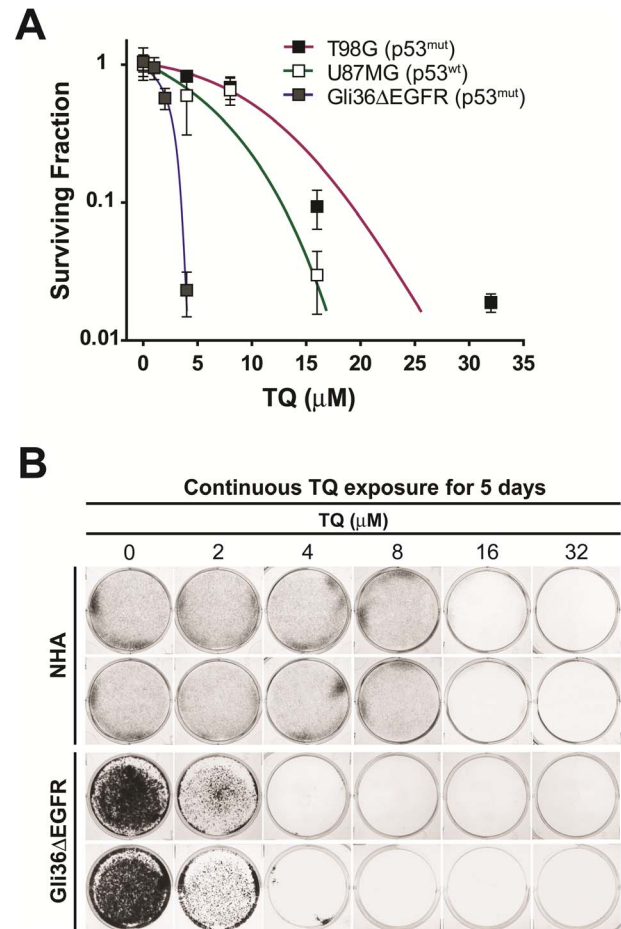 A
T98G (p53mut)
U87MG (p53wt)
Gli36ΔEGFR (p53mut)
Surviving Fraction
1
0.1
0.01
0 5 10 15 20 25 30 35
TQ (μM)
B
Continuous TQ exposure for 5 days
TQ (μM)
0 2 4 8 16 32
NHA
Gli36ΔEGFR